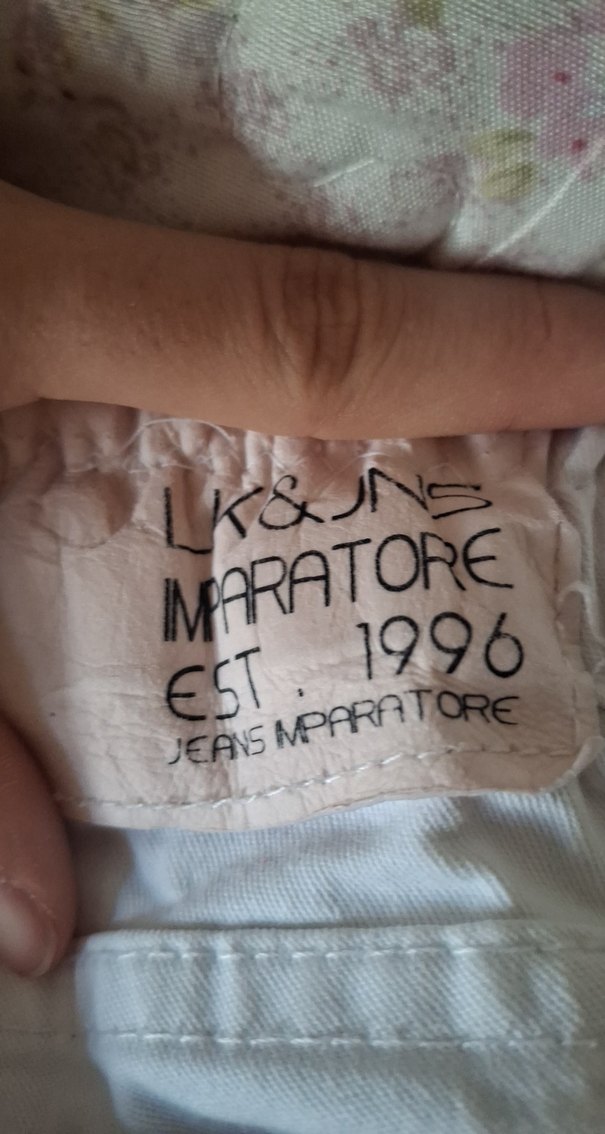 LK&JNS
IMPARATORE
EST. 1996
JEANS IMPARATORE